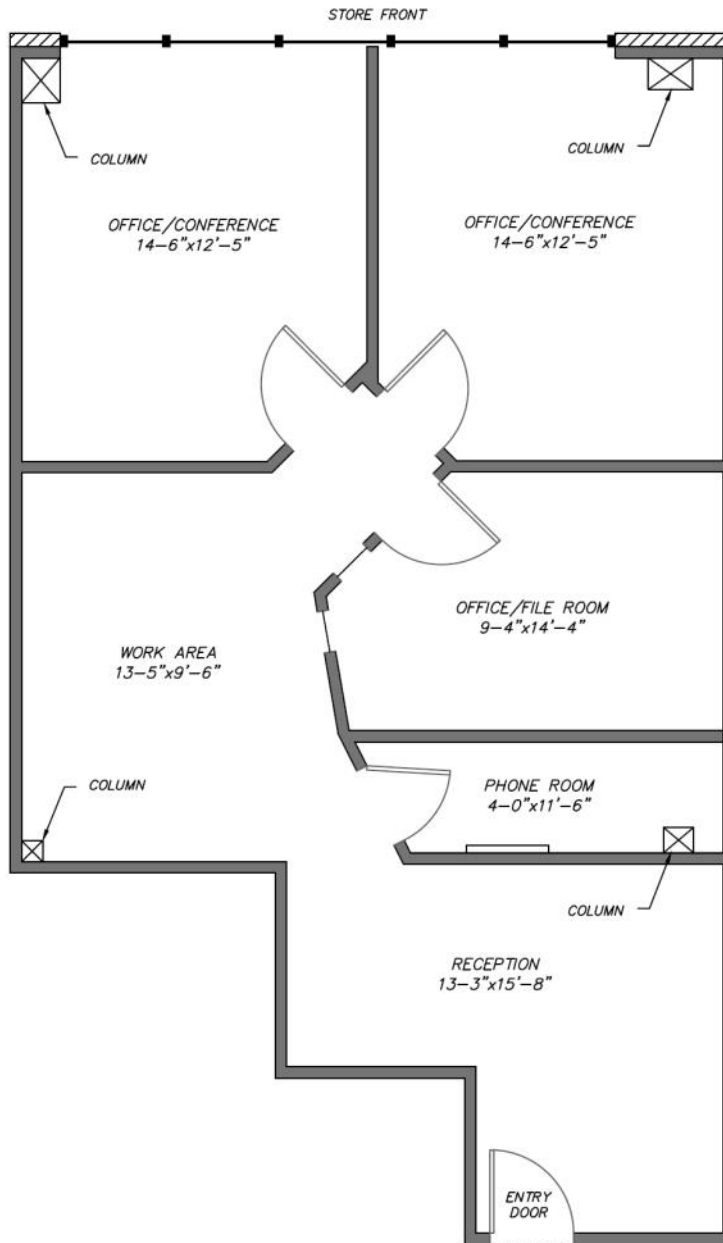 STORE FRONT
COLUMN
COLUMN
OFFICE/CONFERENCE
14-6"x12'-5"
OFFICE/CONFERENCE
14-6"x12'-5"
OFFICE/FILE ROOM
9-4"x14'-4"
WORK AREA
13-5"x9'-6"
COLUMN
PHONE ROOM
4-0"x11'-6"
COLUMN
RECEPTION
13-3"x15'-8"
ENTRY
DOOR